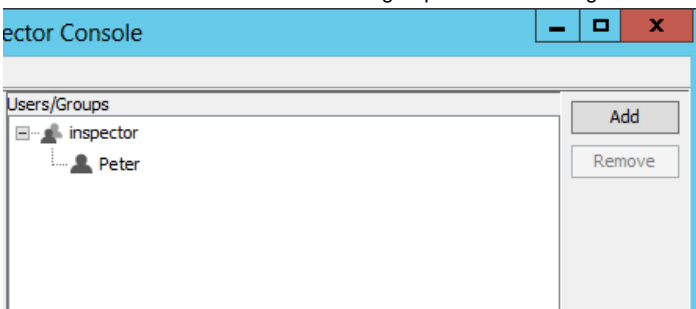 ector Console
Users/Groups
Add
inspector
Remove
Peter